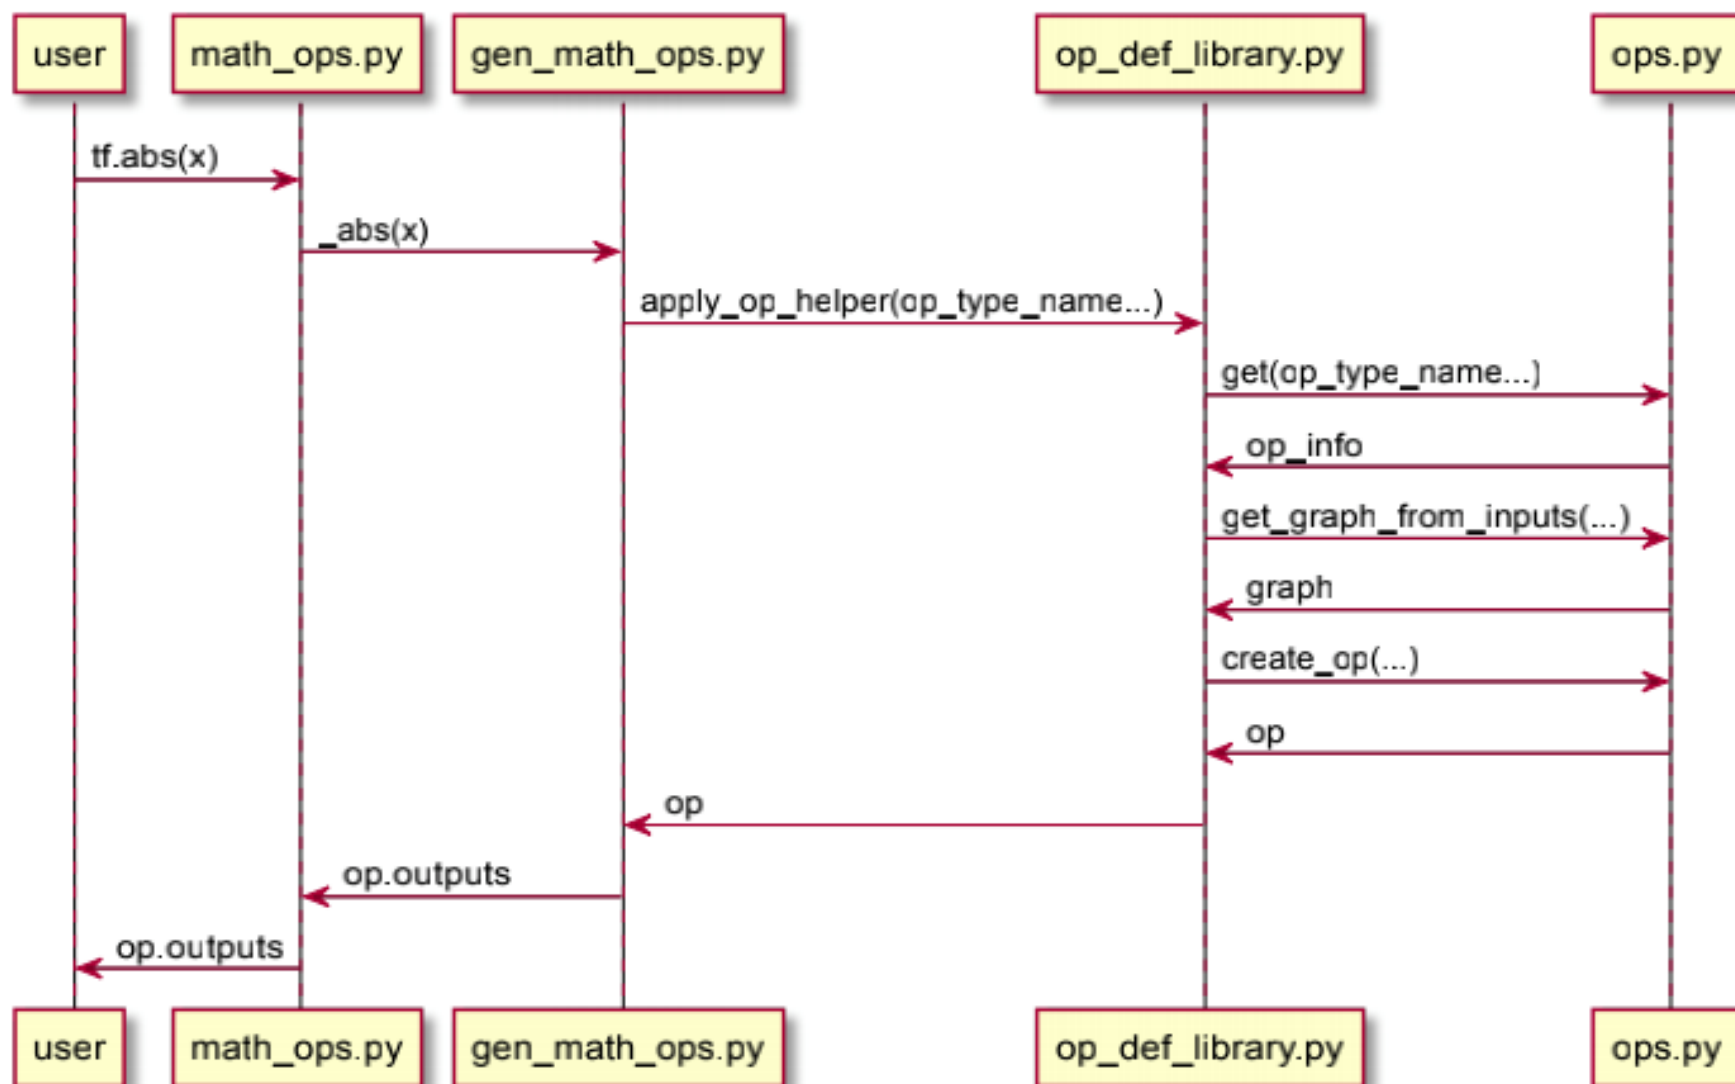 user math_ops.py gen_math_ops.py op_def_library.py ops.py
tf.abs(x)
_abs(x)
apply_op_helper(op_type_name...)
get(op_type_name...)
op_info
get_graph_from_inputs(...)
graph
create_op(...)
op
op
op.outputs
op.outputs
user math_ops.py gen_math_ops.py op_def_library.py ops.py